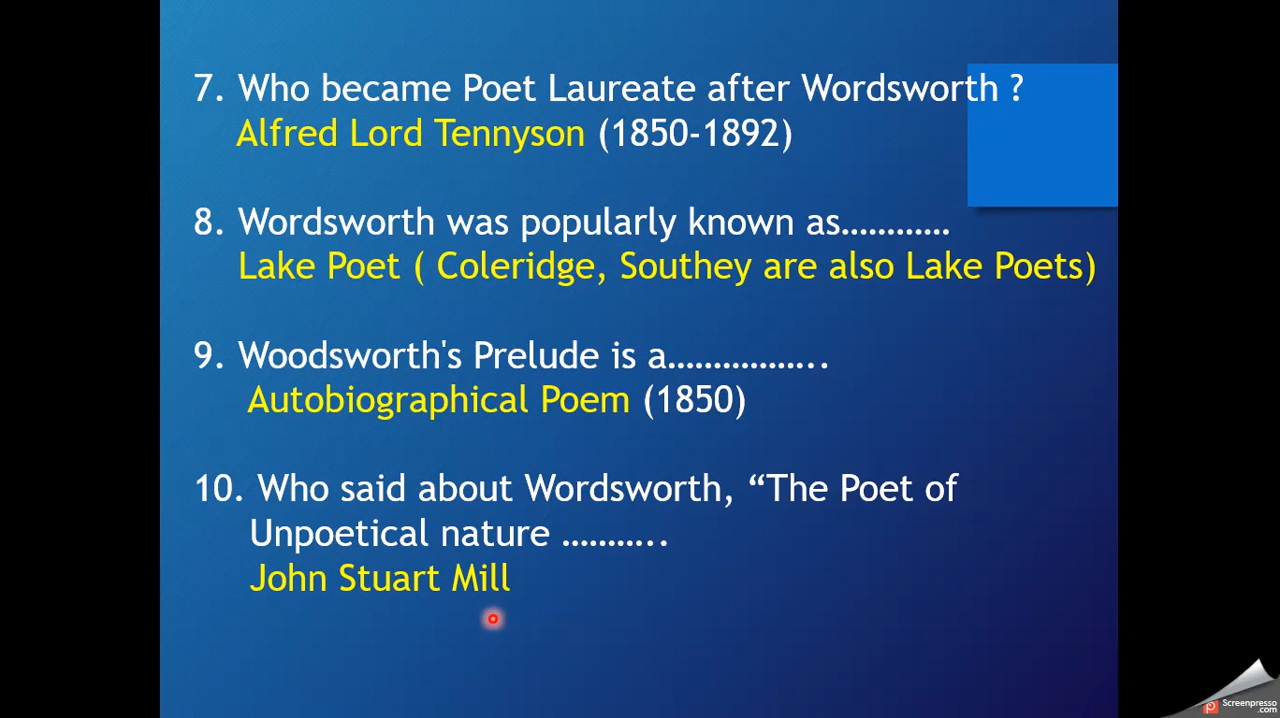 7. Who became Poet Laureate after Wordsworth ?
Alfred Lord Tennyson (1850-1892)
8. Wordsworth was popularly known as…………
Lake Poet ( Coleridge, Southey are also Lake Poets)
9. Woodsworth's Prelude is a……………..
Autobiographical Poem (1850)
10. Who said about Wordsworth, “The Poet of
Unpoetical nature ………..
John Stuart Mill
Screenpresso
.com